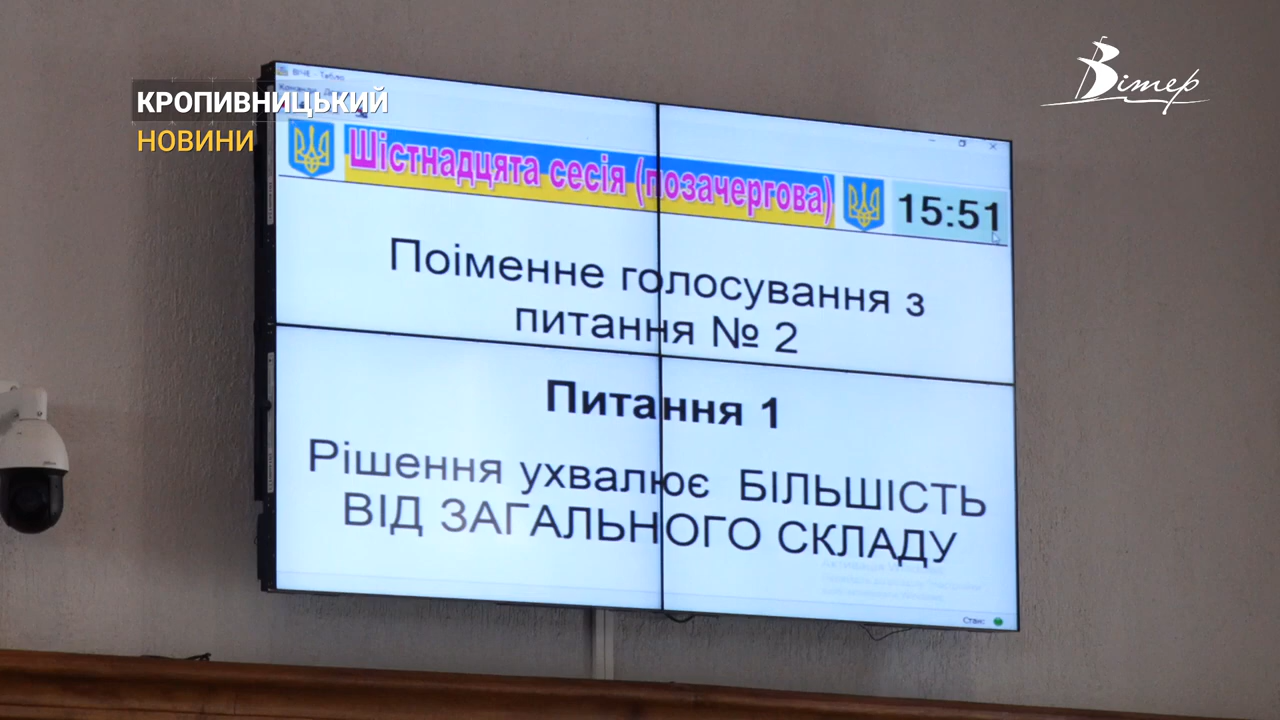 КРОПИВНИЦЬКИЙ
НОВИНИ
Вітер
Шістнадцята сесія (позачергова)
15:51
Поіменне голосування з
питання № 2
Питання 1
Рішення ухвалює БІЛЬШІСТЬ
ВІД ЗАГАЛЬНОГО СКЛАДУ
Стан: